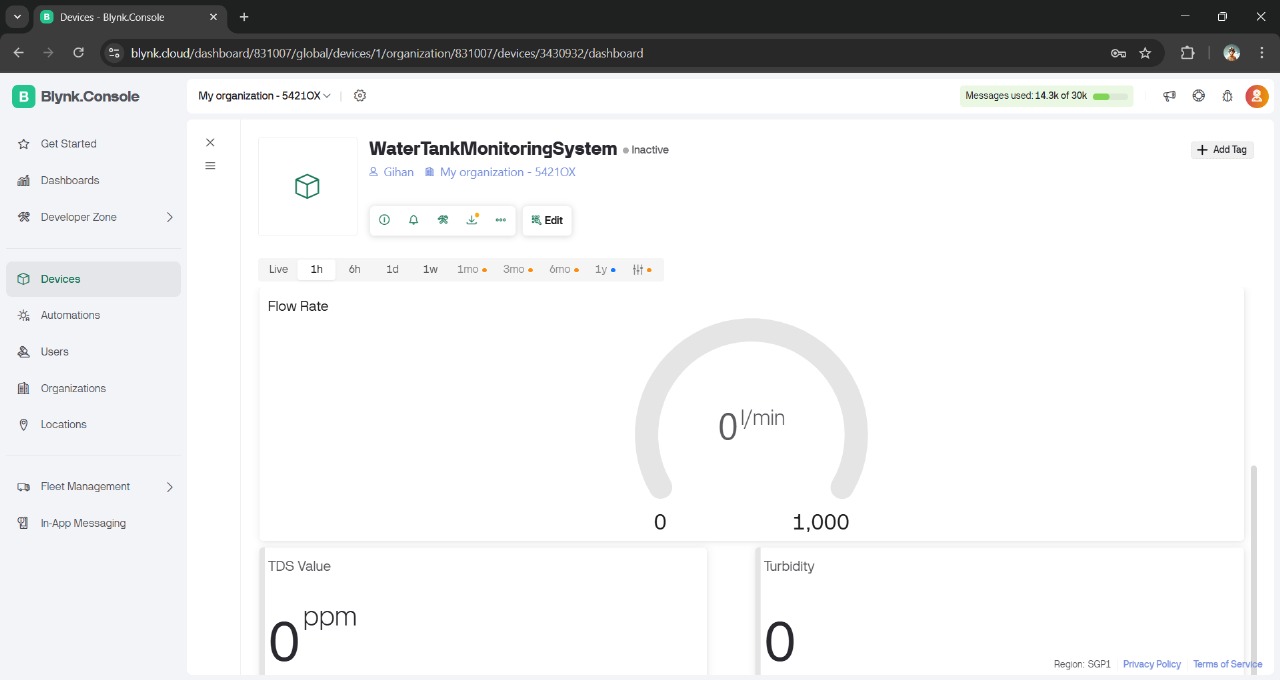 Devices - Blynk.Console
blynk.cloud/dashboard/831007/global/devices/1/organization/831007/devices/3430932/dashboard
B Blynk.Console
My organization - 5421OX
Messages used: 14.3k of 30k
Get Started
Dashboards
Developer Zone
Devices
Automations
Users
Organizations
Locations
Fleet Management
In-App Messaging
WaterTankMonitoringSystem Inactive
Add Tag
Gihan My organization - 5421OX
Edit
Live 1h 6h 1d 1w 1mo 3mo 6mo 1y
Flow Rate
0 l/min
0 1,000
TDS Value
0 ppm
Turbidity
0
Region: SGP1 Privacy Policy Terms of Service